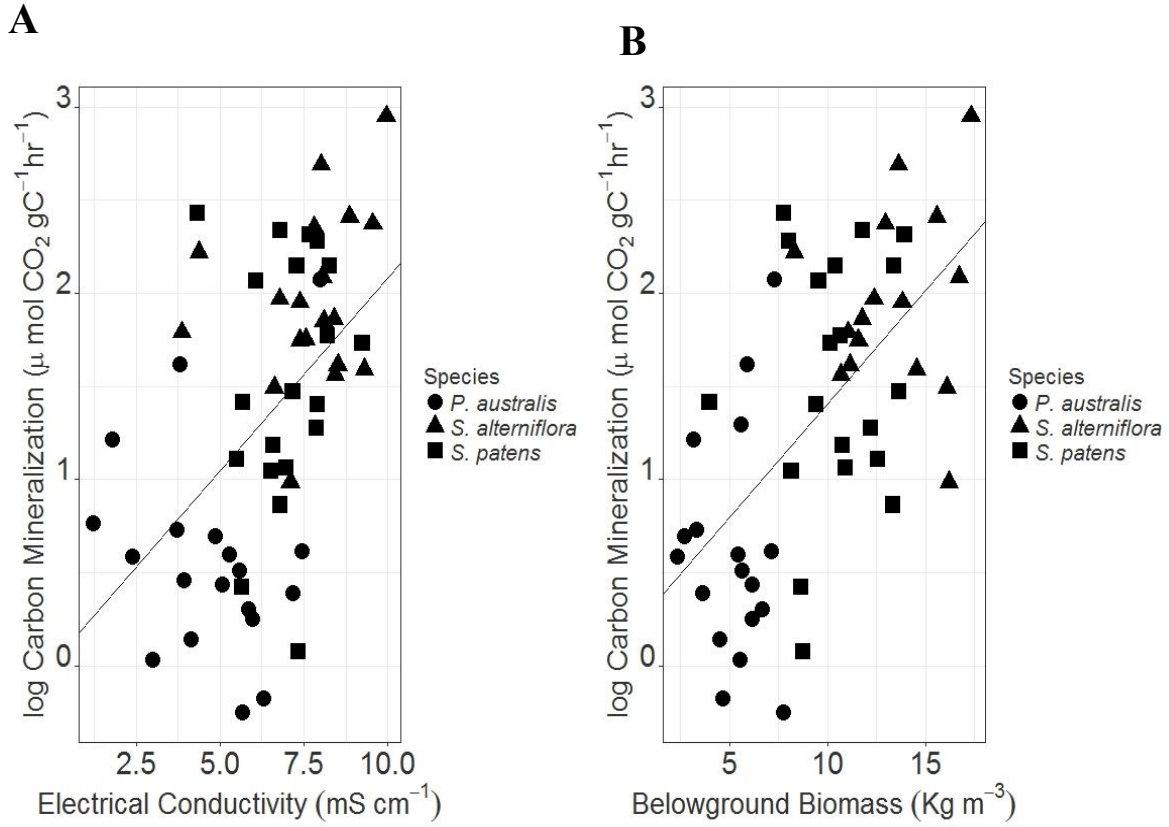 A
B
log Carbon Mineralization (μ mol CO₂ gC⁻¹hr⁻¹)
3
2
1
0
2.5 5.0 7.5 10.0
Electrical Conductivity (mS cm⁻¹)
Species
P. australis
S. alterniflora
S. patens
log Carbon Mineralization (μ mol CO₂ gC⁻¹hr⁻¹)
3
2
1
0
5 10 15
Belowground Biomass (Kg m⁻³)
Species
P. australis
S. alterniflora
S. patens